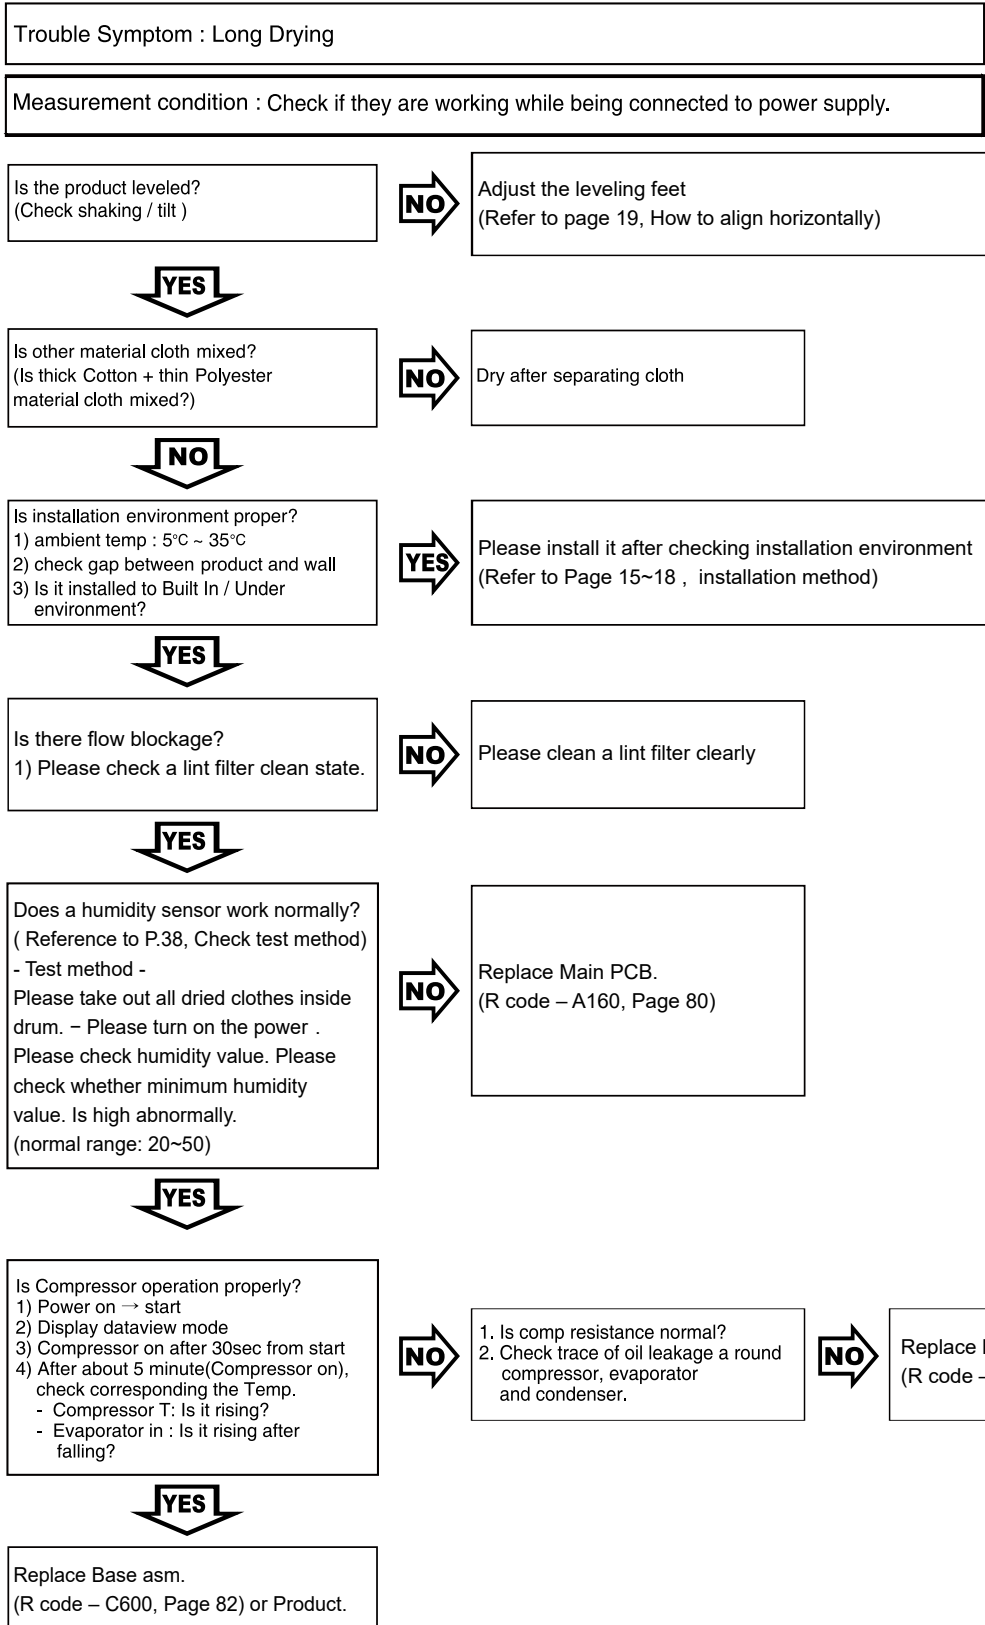 Trouble Symptom : Long Drying
Measurement condition : Check if they are working while being connected to power supply.
Is the product leveled?
(Check shaking / tilt )
NO
Adjust the leveling feet
(Refer to page 19, How to align horizontally)
YES
Is other material cloth mixed?
(Is thick Cotton + thin Polyester
material cloth mixed?)
NO
Dry after separating cloth
NO
Is installation environment proper?
1) ambient temp : 5°C ~ 35°C
2) check gap between product and wall
3) Is it installed to Built In / Under
environment?
YES
Please install it after checking installation environment
(Refer to Page 15~18 , installation method)
YES
Is there flow blockage?
1) Please check a lint filter clean state.
NO
Please clean a lint filter clearly
YES
Does a humidity sensor work normally?
( Reference to P.38, Check test method)
- Test method -
Please take out all dried clothes inside
drum. − Please turn on the power .
Please check humidity value. Please
check whether minimum humidity
value. Is high abnormally.
(normal range: 20~50)
NO
Replace Main PCB.
(R code – A160, Page 80)
YES
Is Compressor operation properly?
1) Power on → start
2) Display dataview mode
3) Compressor on after 30sec from start
4) After about 5 minute(Compressor on),
check corresponding the Temp.
- Compressor T: Is it rising?
- Evaporator in : Is it rising after
falling?
NO
1. Is comp resistance normal?
2. Check trace of oil leakage a round
compressor, evaporator
and condenser.
NO
Replace
(R code –
YES
Replace Base asm.
(R code – C600, Page 82) or Product.